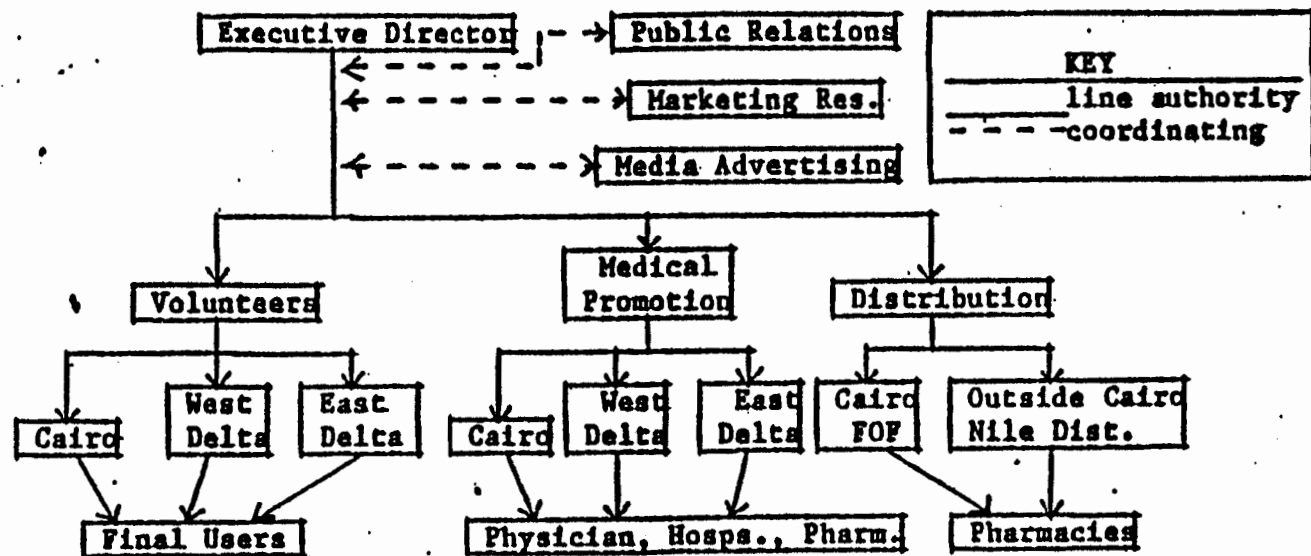 Executive Director
Public Relations
Marketing Res.
Media Advertising
KEY
line authority
coordinating
Volunteers
Medical
Promotion
Distribution
Cairo
West
Delta
East
Delta
Cairo
West
Delta
East
Delta
Cairo
FOF
Outside Cairo
Nile Dist.
Final Users
Physician, Hosps., Pharm.
Pharmacies